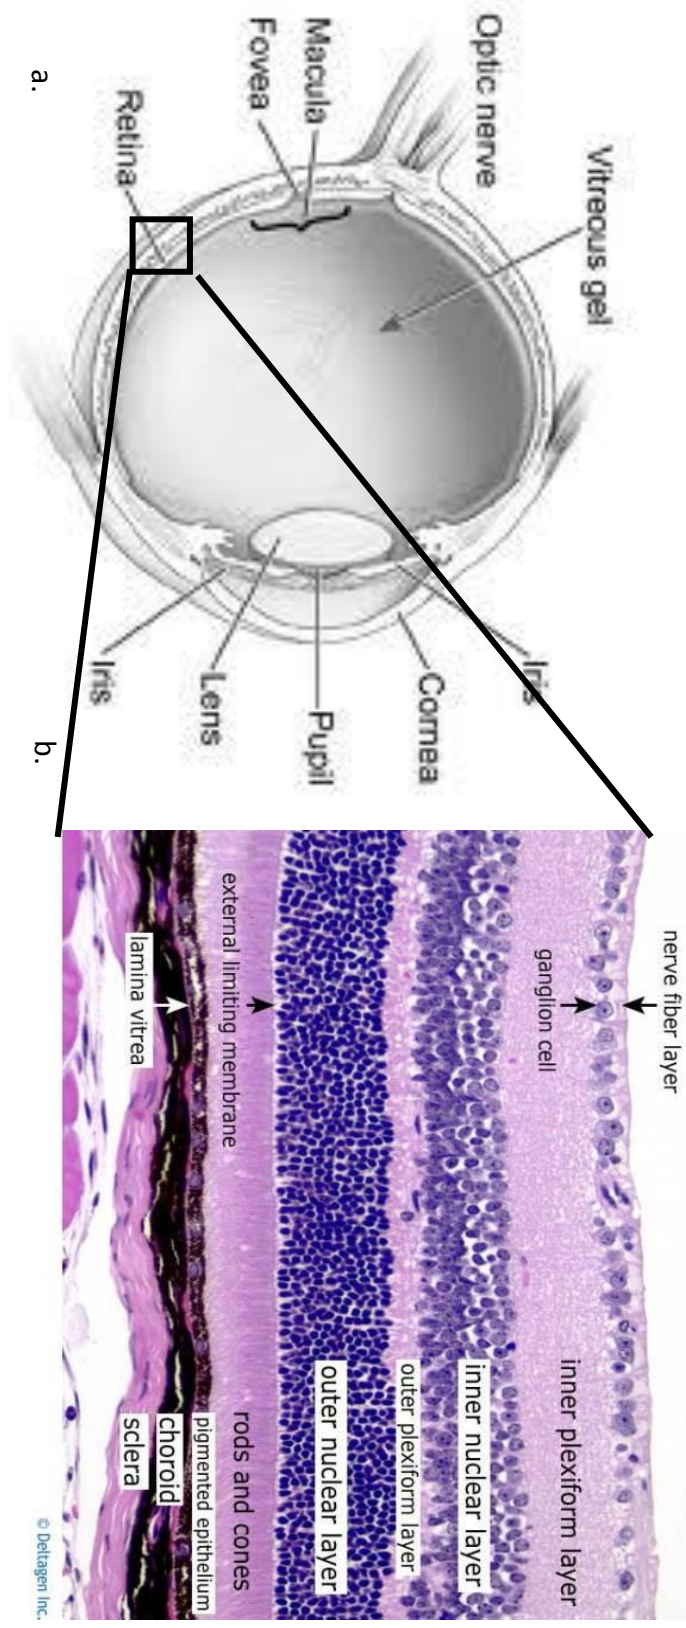 a.
Optic nerve
Vitreous gel
Macula
Fovea
Retina
Iris
Cornea
Pupil
Lens
Iris
b.
nerve fiber layer
ganglion cell
external limiting membrane
lamina vitrea
inner plexiform layer
inner nuclear layer
outer plexiform layer
outer nuclear layer
rods and cones
pigmented epithelium
choroid
sclera
© Deltagen Inc.